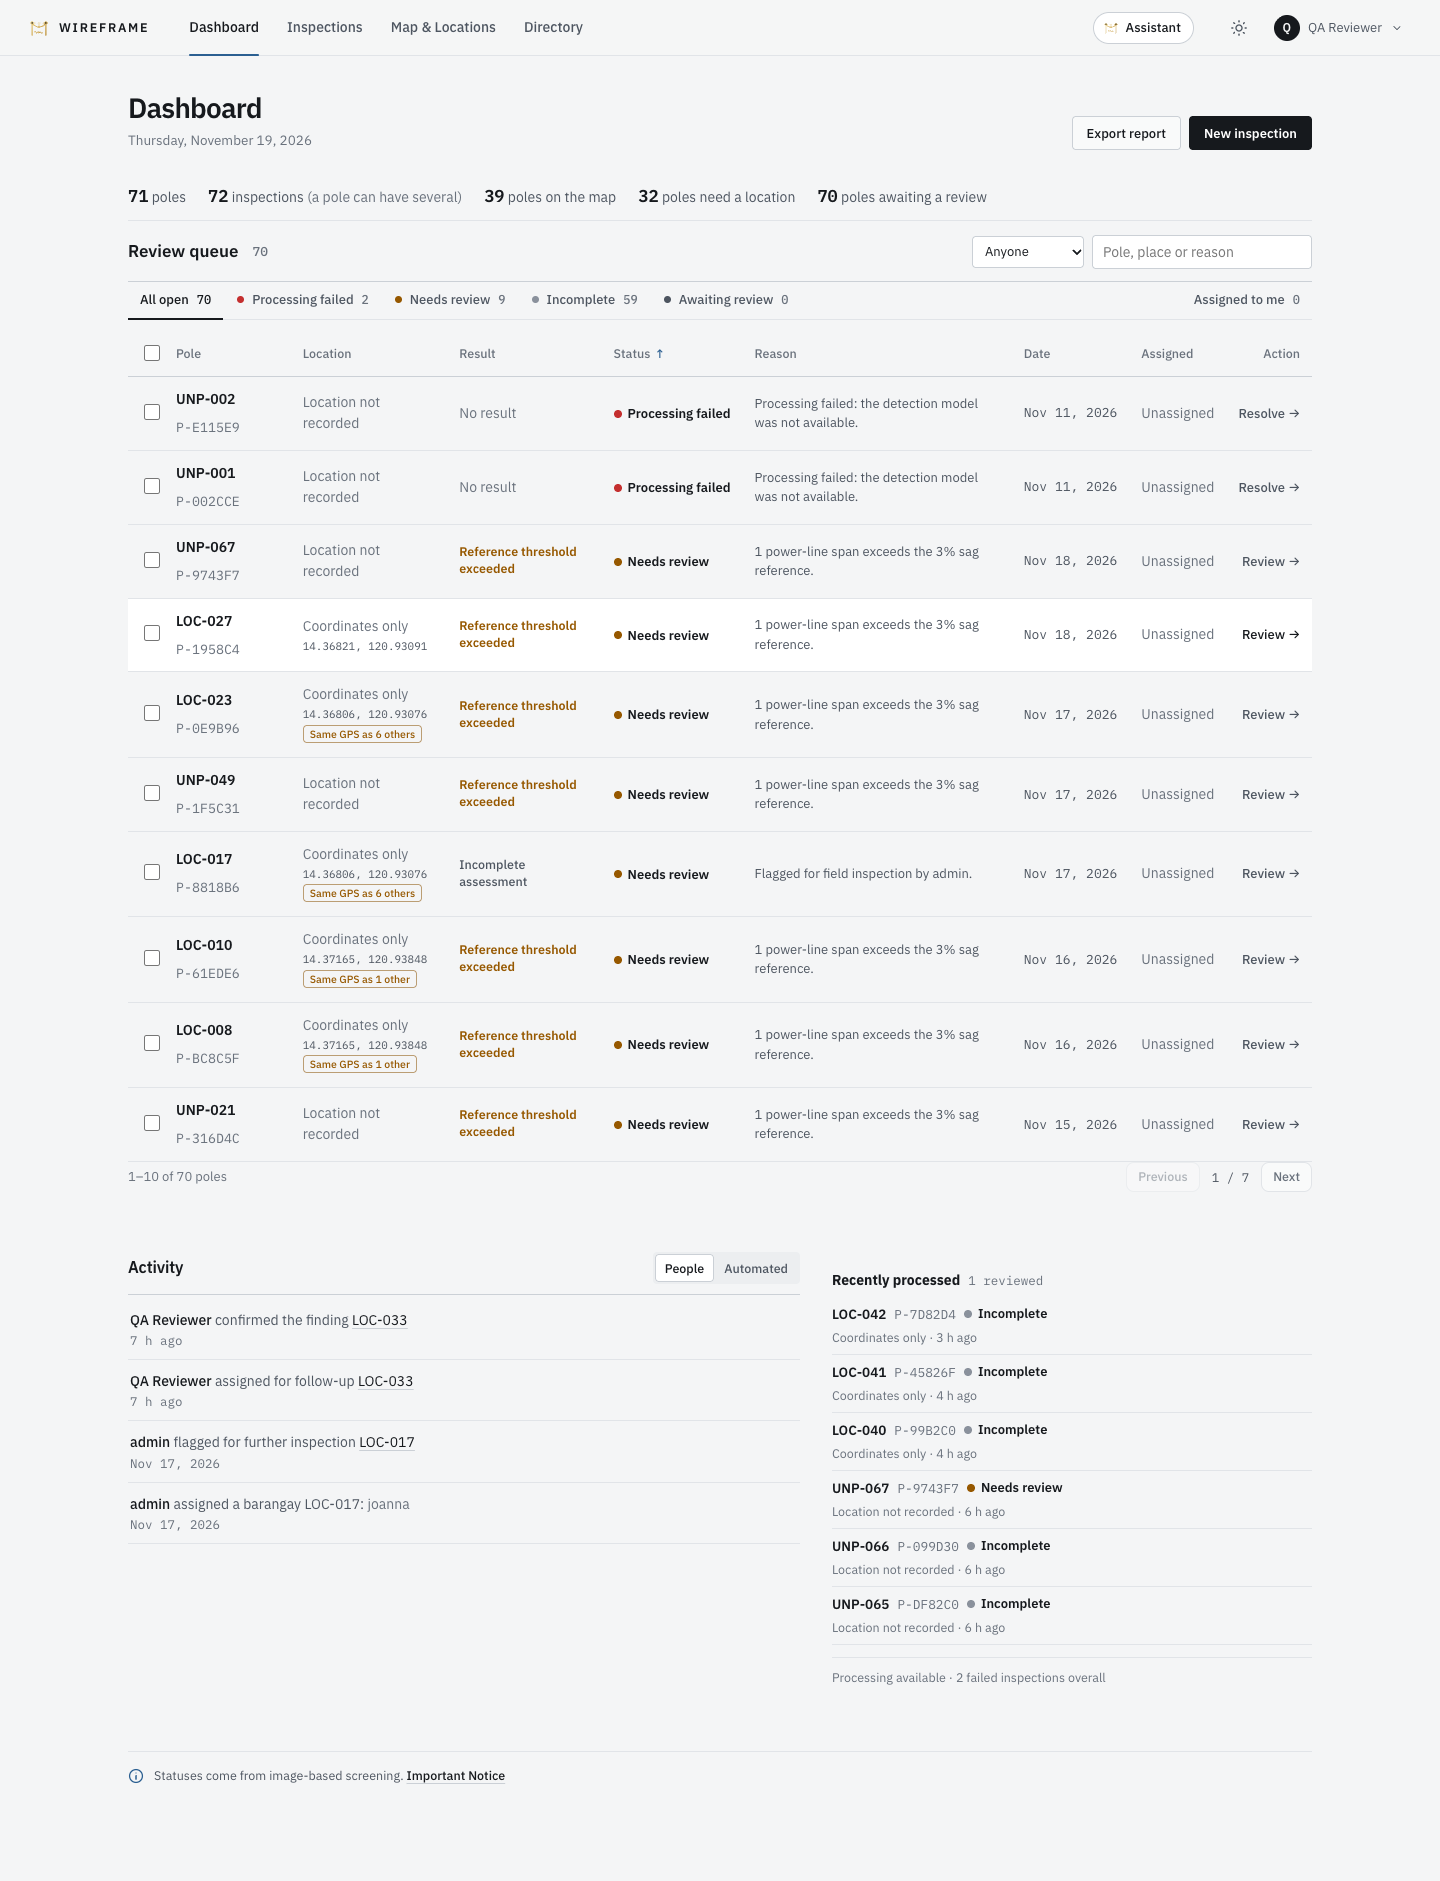 WIREFRAME Dashboard Inspections Map & Locations Directory Assistant Q QA Reviewer
Dashboard
Thursday, November 19, 2026
Export report New inspection
71 poles 72 inspections (a pole can have several) 39 poles on the map 32 poles need a location 70 poles awaiting a review
Review queue 70 Anyone Pole, place or reason
All open 70 Processing failed 2 Needs review 9 Incomplete 59 Awaiting review 0 Assigned to me 0
Pole Location Result Status ↑ Reason Date Assigned Action
UNP-002
P-E115E9
Location not
recorded
No result
Processing failed
Processing failed: the detection model
was not available.
Nov 11, 2026
Unassigned
Resolve →
UNP-001
P-002CCE
Location not
recorded
No result
Processing failed
Processing failed: the detection model
was not available.
Nov 11, 2026
Unassigned
Resolve →
UNP-067
P-9743F7
Location not
recorded
Reference threshold
exceeded
Needs review
1 power-line span exceeds the 3% sag
reference.
Nov 18, 2026
Unassigned
Review →
LOC-027
P-1958C4
Coordinates only
14.36821, 120.93091
Reference threshold
exceeded
Needs review
1 power-line span exceeds the 3% sag
reference.
Nov 18, 2026
Unassigned
Review →
LOC-023
P-0E9B96
Coordinates only
14.36806, 120.93076
Same GPS as 6 others
Reference threshold
exceeded
Needs review
1 power-line span exceeds the 3% sag
reference.
Nov 17, 2026
Unassigned
Review →
UNP-049
P-1F5C31
Location not
recorded
Reference threshold
exceeded
Needs review
1 power-line span exceeds the 3% sag
reference.
Nov 17, 2026
Unassigned
Review →
LOC-017
P-8818B6
Coordinates only
14.36806, 120.93076
Same GPS as 6 others
Incomplete
assessment
Needs review
Flagged for field inspection by admin.
Nov 17, 2026
Unassigned
Review →
LOC-010
P-61EDE6
Coordinates only
14.37165, 120.93848
Same GPS as 1 other
Reference threshold
exceeded
Needs review
1 power-line span exceeds the 3% sag
reference.
Nov 16, 2026
Unassigned
Review →
LOC-008
P-BC8C5F
Coordinates only
14.37165, 120.93848
Same GPS as 1 other
Reference threshold
exceeded
Needs review
1 power-line span exceeds the 3% sag
reference.
Nov 16, 2026
Unassigned
Review →
UNP-021
P-316D4C
Location not
recorded
Reference threshold
exceeded
Needs review
1 power-line span exceeds the 3% sag
reference.
Nov 15, 2026
Unassigned
Review →
1–10 of 70 poles Previous 1 / 7 Next
Activity People Automated
QA Reviewer confirmed the finding LOC-033
7 h ago
QA Reviewer assigned for follow-up LOC-033
7 h ago
admin flagged for further inspection LOC-017
Nov 17, 2026
admin assigned a barangay LOC-017: joanna
Nov 17, 2026
Recently processed 1 reviewed
LOC-042 P-7D82D4 Incomplete
Coordinates only · 3 h ago
LOC-041 P-45826F Incomplete
Coordinates only · 4 h ago
LOC-040 P-99B2C0 Incomplete
Coordinates only · 4 h ago
UNP-067 P-9743F7 Needs review
Location not recorded · 6 h ago
UNP-066 P-099D30 Incomplete
Location not recorded · 6 h ago
UNP-065 P-DF82C0 Incomplete
Location not recorded · 6 h ago
Processing available · 2 failed inspections overall
Statuses come from image-based screening. Important Notice